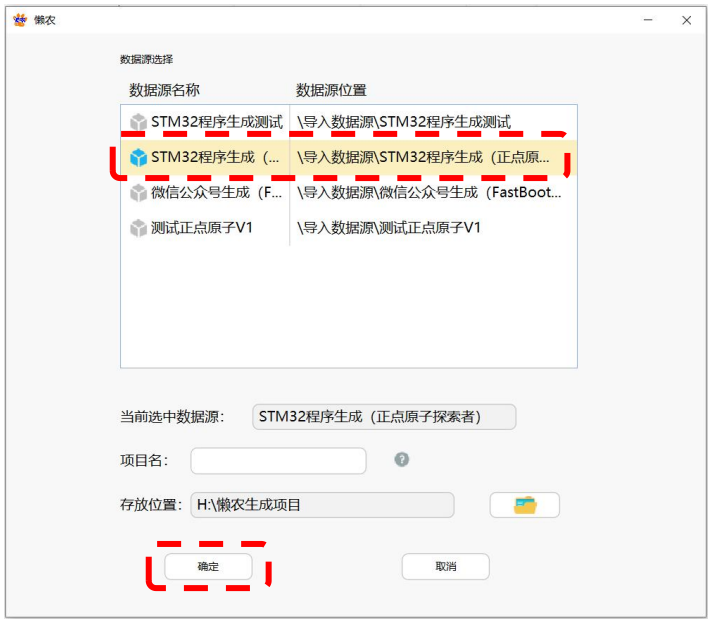 懒农
数据源选择
数据源名称 数据源位置
STM32程序生成测试 \导入数据源\STM32程序生成测试
STM32程序生成（... \导入数据源\STM32程序生成（正点原...
微信公众号生成（F... \导入数据源\微信公众号生成（FastBoot...
测试正点原子V1 \导入数据源\测试正点原子V1
当前选中数据源： STM32程序生成（正点原子探索者）
项目名：
存放位置： H:\懒农生成项目
确定 取消